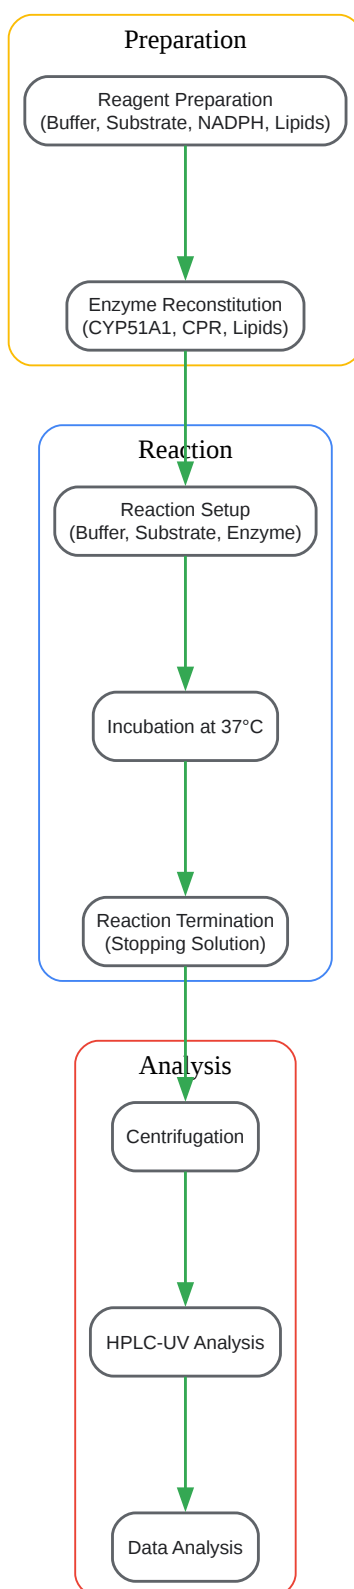 Preparation
Reagent Preparation
(Buffer, Substrate, NADPH, Lipids)
Enzyme Reconstitution
(CYP51A1, CPR, Lipids)
Reaction
Reaction Setup
(Buffer, Substrate, Enzyme)
Incubation at 37°C
Reaction Termination
(Stopping Solution)
Analysis
Centrifugation
HPLC-UV Analysis
Data Analysis